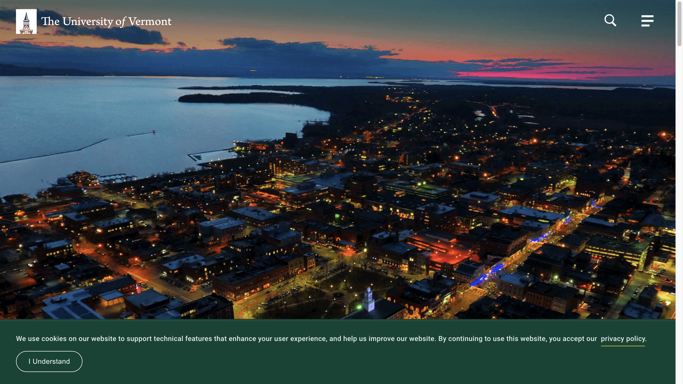 The University of Vermont
We use cookies on our website to support technical features that enhance your user experience, and help us improve our website. By continuing to use this website, you accept our privacy policy.
I Understand